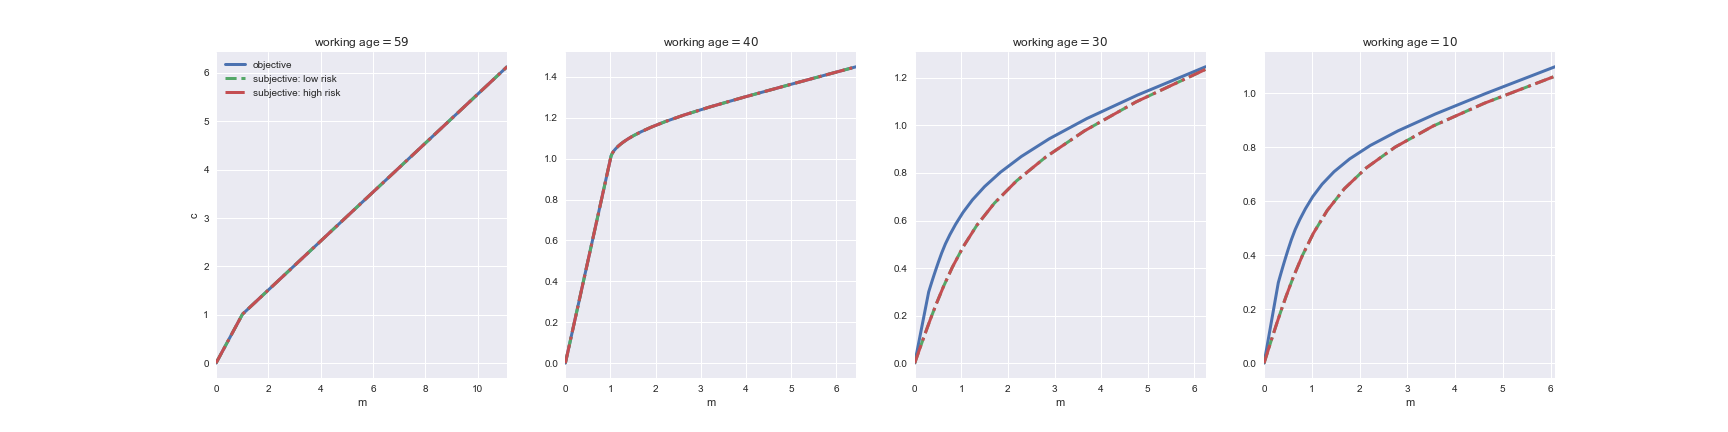 working age = 59
objective
subjective: low risk
subjective: high risk
c
6
5
4
3
2
1
0
0 2 4 6 8 10
m
working age = 40
1.4
1.2
1.0
0.8
0.6
0.4
0.2
0.0
0 1 2 3 4 5 6
m
working age = 30
1.2
1.0
0.8
0.6
0.4
0.2
0.0
0 1 2 3 4 5 6
m
working age = 10
1.0
0.8
0.6
0.4
0.2
0.0
0 1 2 3 4 5 6
m